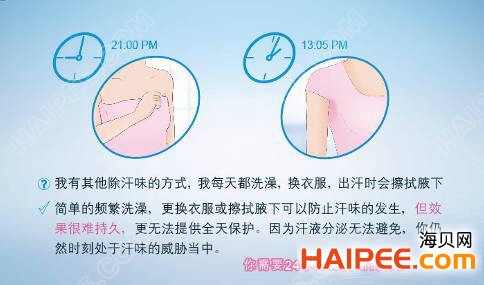 21:00 PM
13:05 PM
? 我有其他除汗味的方式，我每天都洗澡，换衣服，出汗时会擦拭腋下
✓ 简单的频繁洗澡，更换衣服或擦拭腋下可以防止汗味的发生，但效
果很难持久，更无法提供全天保护。因为汗液分泌无法避免，你仍
然时刻处于汗味的威胁当中。
你需要24
海贝网
HAIPEE.COM